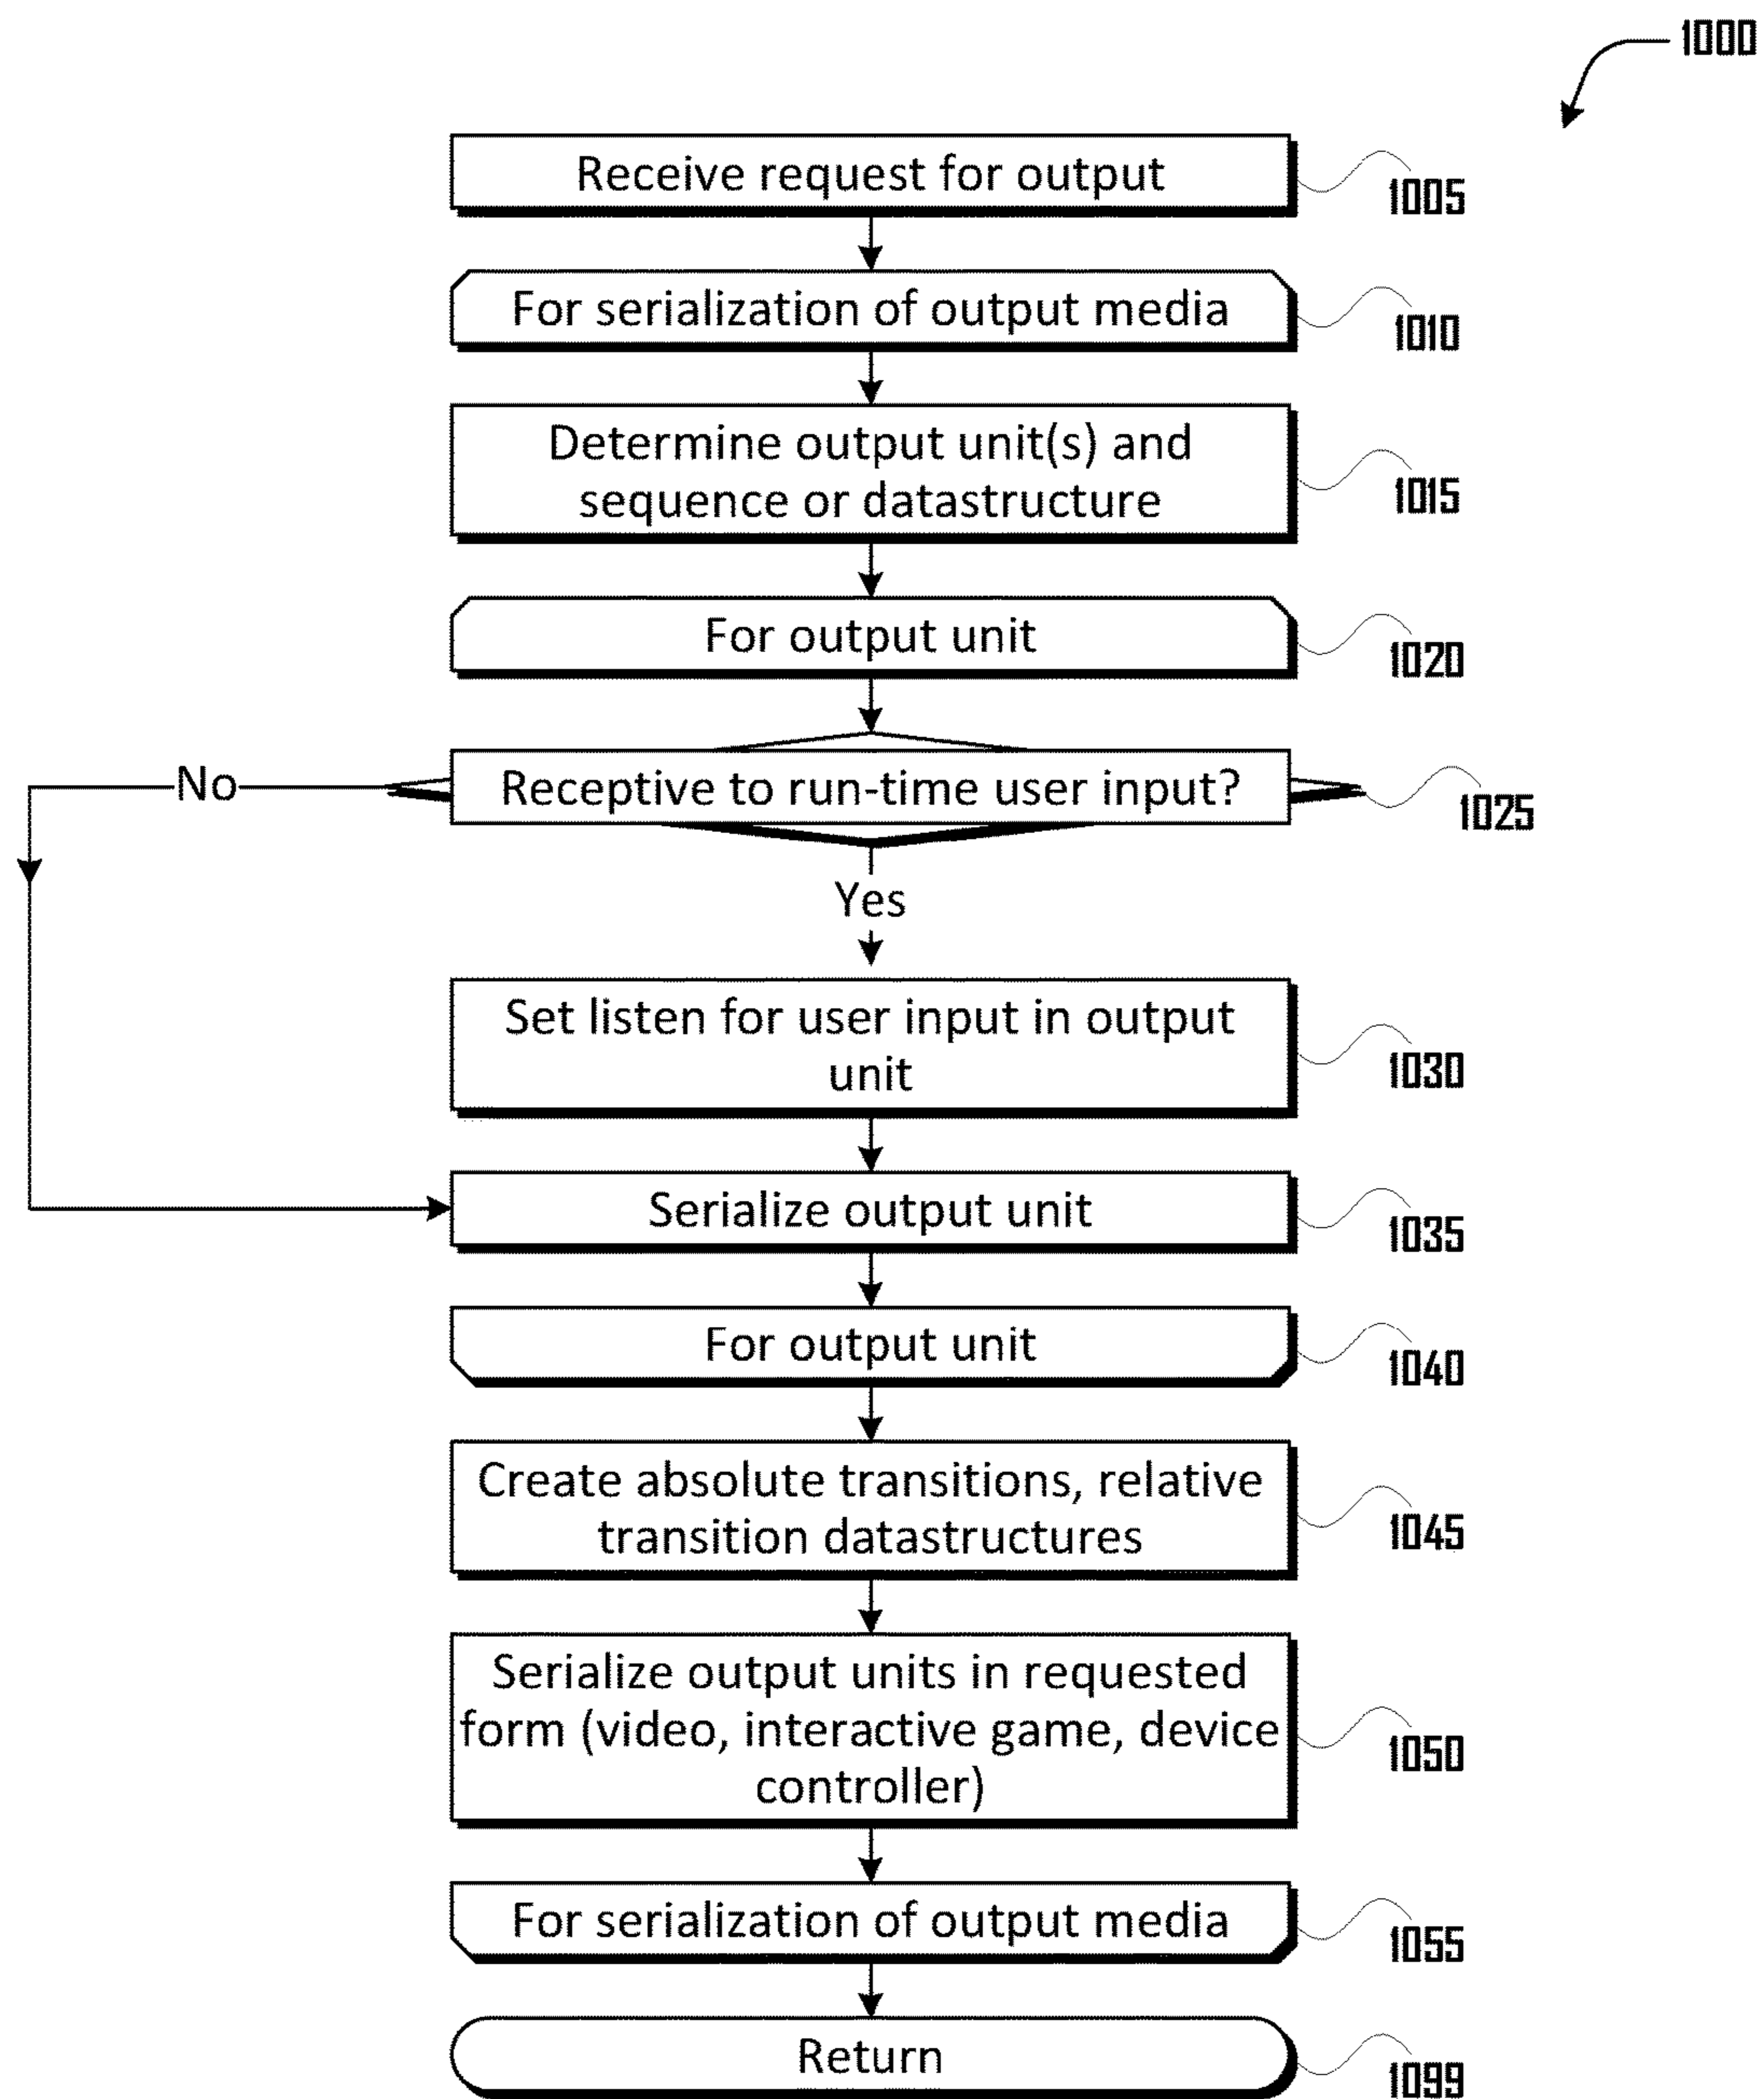 1000
Receive request for output
1005
For serialization of output media
1010
Determine output unit(s) and
sequence or datastructure
1015
For output unit
1020
No
Receptive to run-time user input?
1025
Yes
Set listen for user input in output
unit
1030
Serialize output unit
1035
For output unit
1040
Create absolute transitions, relative
transition datastructures
1045
Serialize output units in requested
form (video, interactive game, device
controller)
1050
For serialization of output media
1055
Return
1099